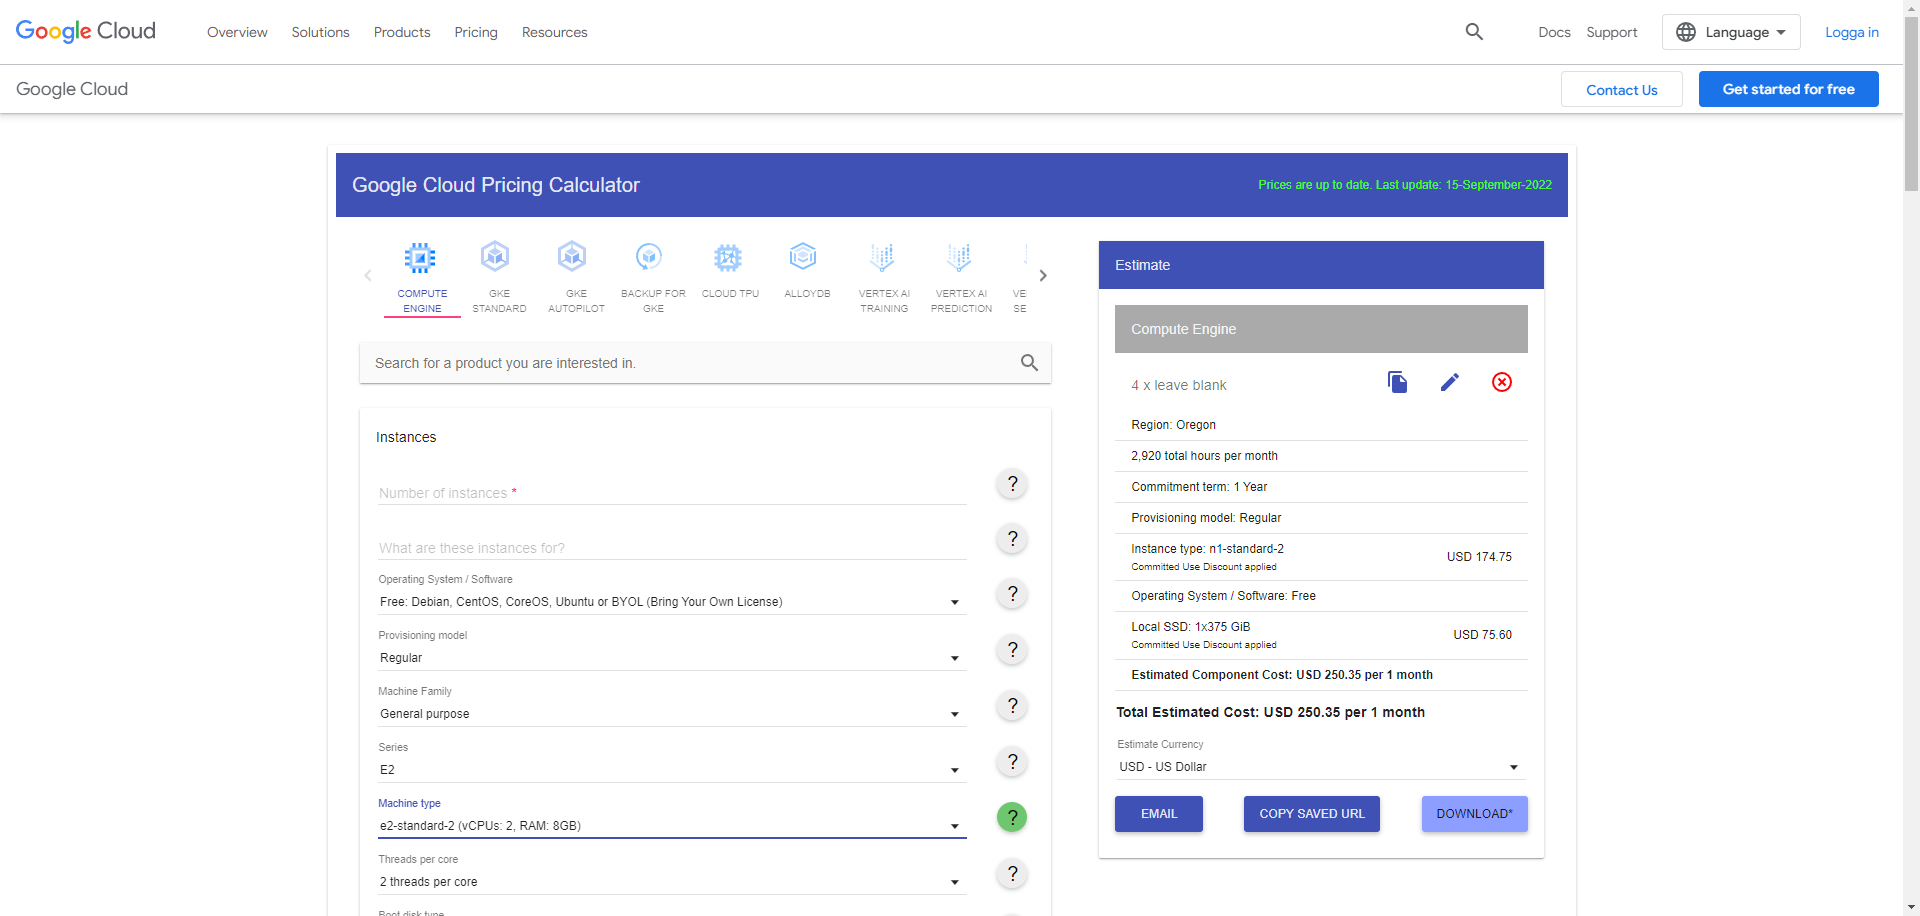 Google Cloud
Overview
Solutions
Products
Pricing
Resources
Docs
Support
Language
Logga in
Google Cloud
Contact Us
Get started for free
Google Cloud Pricing Calculator
Prices are up to date. Last update: 15-September-2022
COMPUTE
ENGINE
GKE
STANDARD
GKE
AUTOPILOT
BACKUP FOR
GKE
CLOUD TPU
ALLOYDB
VERTEX AI
TRAINING
VERTEX AI
PREDICTION
VE
SE
Search for a product you are interested in.
Instances
Number of instances *
?
What are these instances for?
?
Operating System / Software
Free: Debian, CentOS, CoreOS, Ubuntu or BYOL (Bring Your Own License)
?
Provisioning model
Regular
?
Machine Family
General purpose
?
Series
E2
?
Machine type
e2-standard-2 (vCPUs: 2, RAM: 8GB)
?
Threads per core
2 threads per core
?
Boot disk type
Estimate
Compute Engine
4 x leave blank
Region: Oregon
2,920 total hours per month
Commitment term: 1 Year
Provisioning model: Regular
Instance type: n1-standard-2
Committed Use Discount applied
USD 174.75
Operating System / Software: Free
Local SSD: 1x375 GiB
Committed Use Discount applied
USD 75.60
Estimated Component Cost: USD 250.35 per 1 month
Total Estimated Cost: USD 250.35 per 1 month
Estimate Currency
USD - US Dollar
EMAIL
COPY SAVED URL
DOWNLOAD*